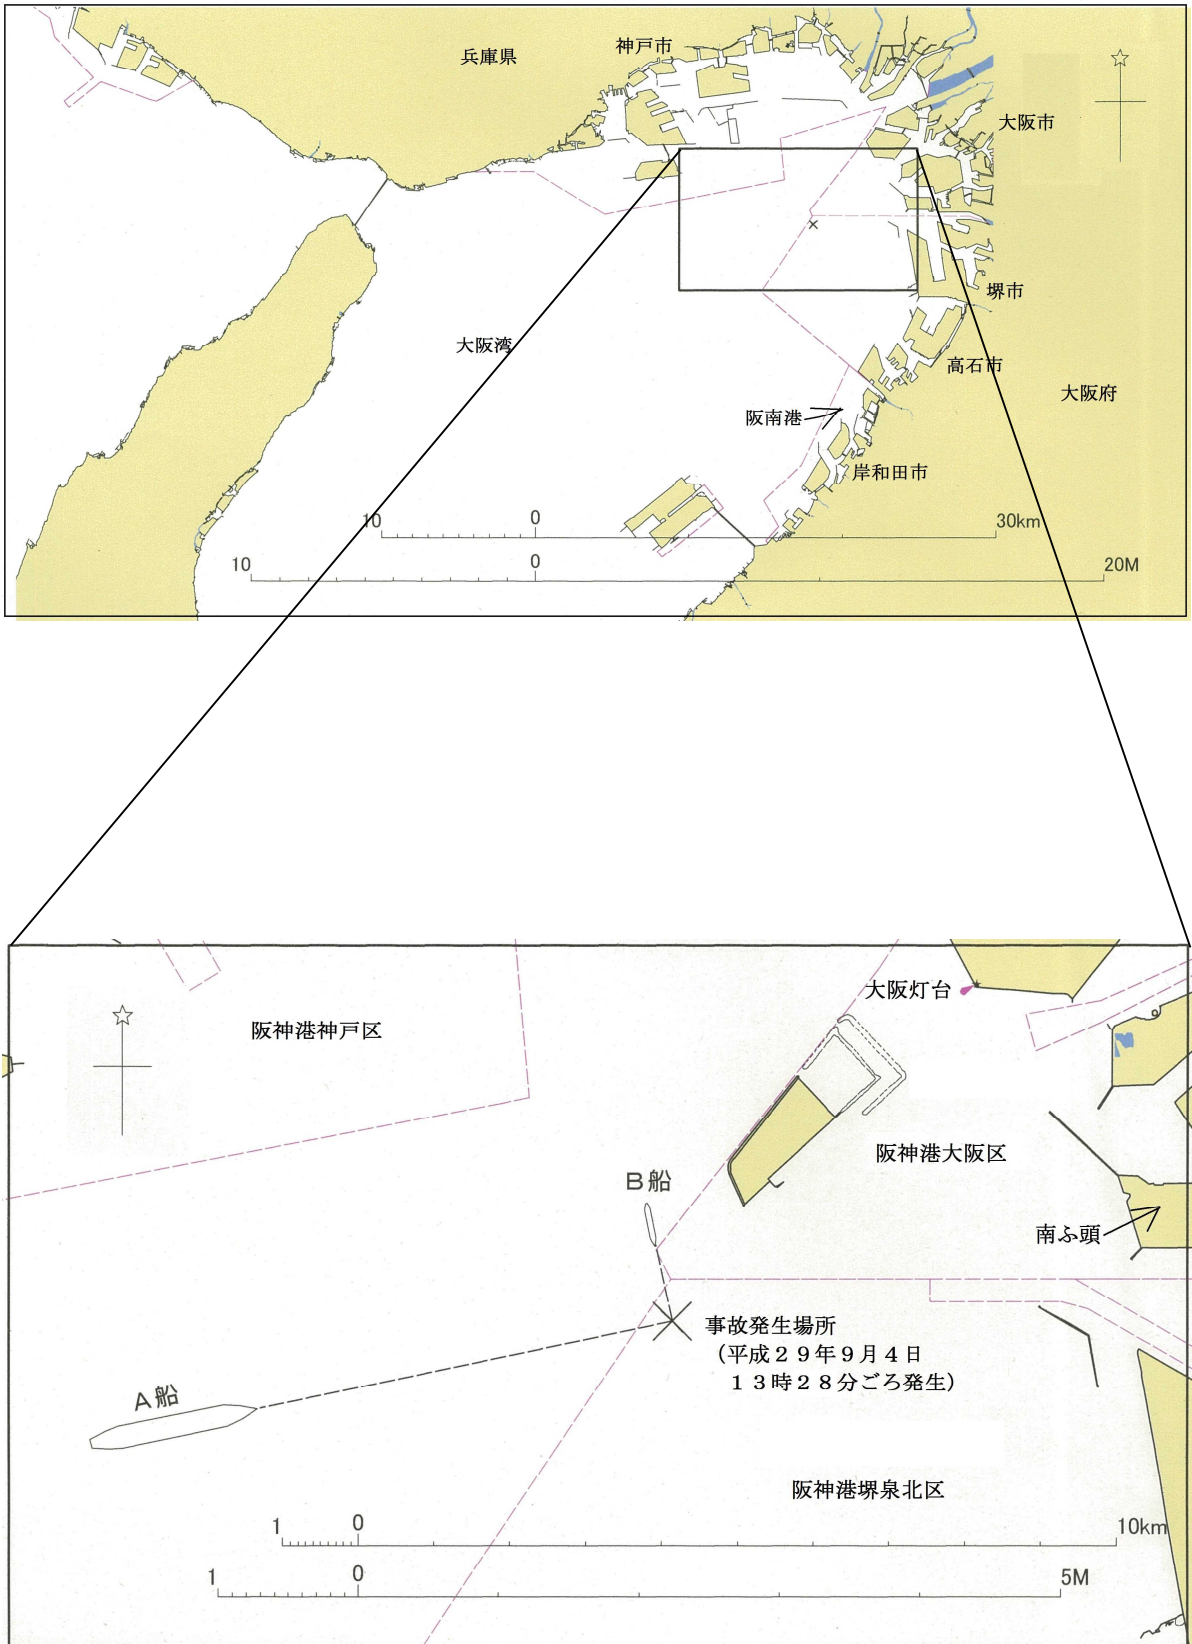 神戸市
兵庫県
大阪市
堺市
大阪湾
高石市
大阪府
阪南港
岸和田市
10 0 30km
10 0 20M
大阪灯台
阪神港神戸区
阪神港大阪区
B船
南ふ頭
事故発生場所
(平成29年9月4日
13時28分ごろ発生)
A船
阪神港堺泉北区
1 0 10km
1 0 5M